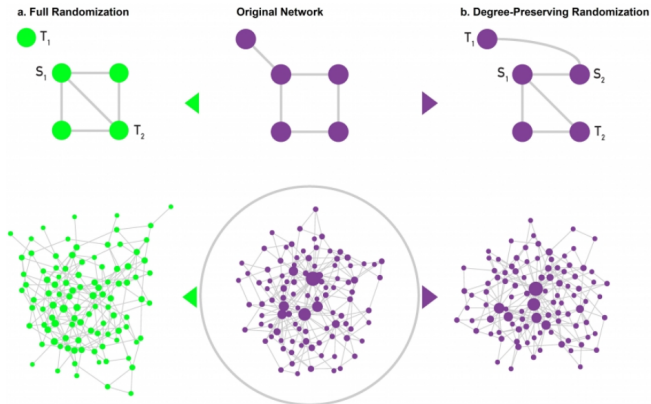 a. Full Randomization
Original Network
b. Degree-Preserving Randomization
T1
S1
T2
T1
S1
S2
T2